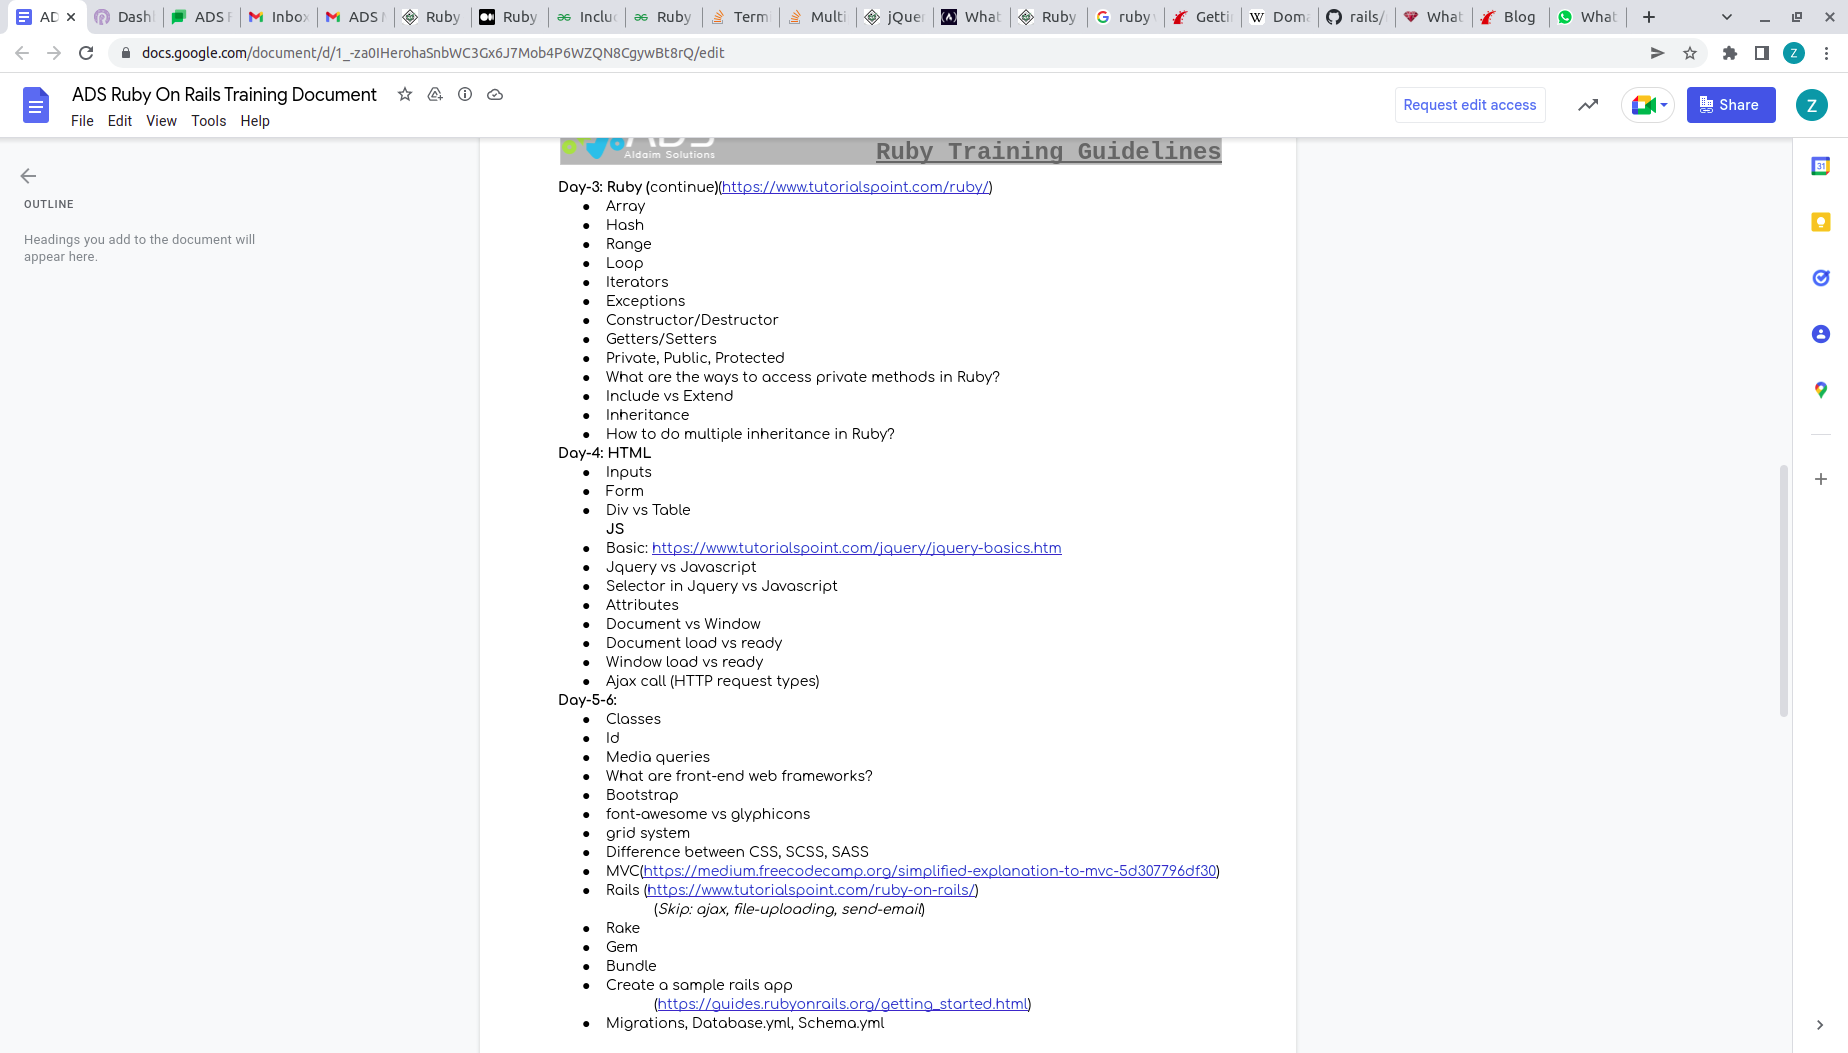 AD
Dashl
ADS F
Inbox
ADS M
Ruby
Ruby
Inclu
Ruby
Term
Multi
jQuer
What
Ruby
ruby
Getti
Doma
rails/
What
Blog
What
docs.google.com/document/d/1_-za0IHerohaSnbWC3Gx6J7Mob4P6WZQN8CgywBt8rQ/edit
Z
ADS Ruby On Rails Training Document
File Edit View Tools Help
Request edit access
Share
Z
OUTLINE
Headings you add to the document will
appear here.
ADS
Aldaim Solutions
Ruby Training Guidelines
Day-3: Ruby (continue)(https://www.tutorialspoint.com/ruby/)
● Array
● Hash
● Range
● Loop
● Iterators
● Exceptions
● Constructor/Destructor
● Getters/Setters
● Private, Public, Protected
● What are the ways to access private methods in Ruby?
● Include vs Extend
● Inheritance
● How to do multiple inheritance in Ruby?
Day-4: HTML
● Inputs
● Form
● Div vs Table
JS
● Basic: https://www.tutorialspoint.com/jquery/jquery-basics.htm
● Jquery vs Javascript
● Selector in Jquery vs Javascript
● Attributes
● Document vs Window
● Document load vs ready
● Window load vs ready
● Ajax call (HTTP request types)
Day-5-6:
● Classes
● Id
● Media queries
● What are front-end web frameworks?
● Bootstrap
● font-awesome vs glyphicons
● grid system
● Difference between CSS, SCSS, SASS
● MVC(https://medium.freecodecamp.org/simplified-explanation-to-mvc-5d307796df30)
● Rails (https://www.tutorialspoint.com/ruby-on-rails/)
(Skip: ajax, file-uploading, send-email)
● Rake
● Gem
● Bundle
● Create a sample rails app
(https://guides.rubyonrails.org/getting_started.html)
● Migrations, Database.yml, Schema.yml
31